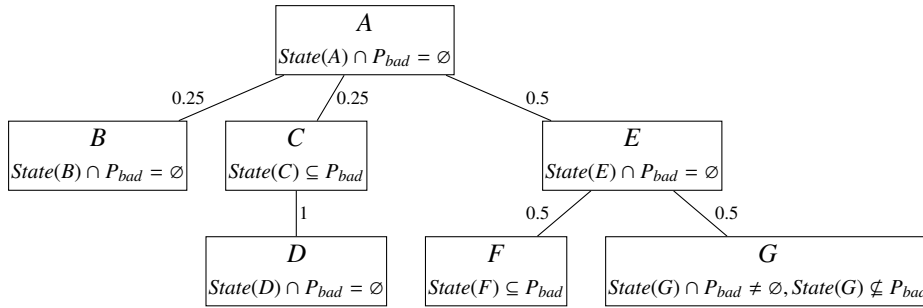 A
State(A) ∩ P_bad = ∅
0.25 0.25 0.5
B C E
State(B) ∩ P_bad = ∅ State(C) ⊆ P_bad State(E) ∩ P_bad = ∅
1 0.5 0.5
D F G
State(D) ∩ P_bad = ∅ State(F) ⊆ P_bad State(G) ∩ P_bad ≠ ∅, State(G) ⊈ P_bad